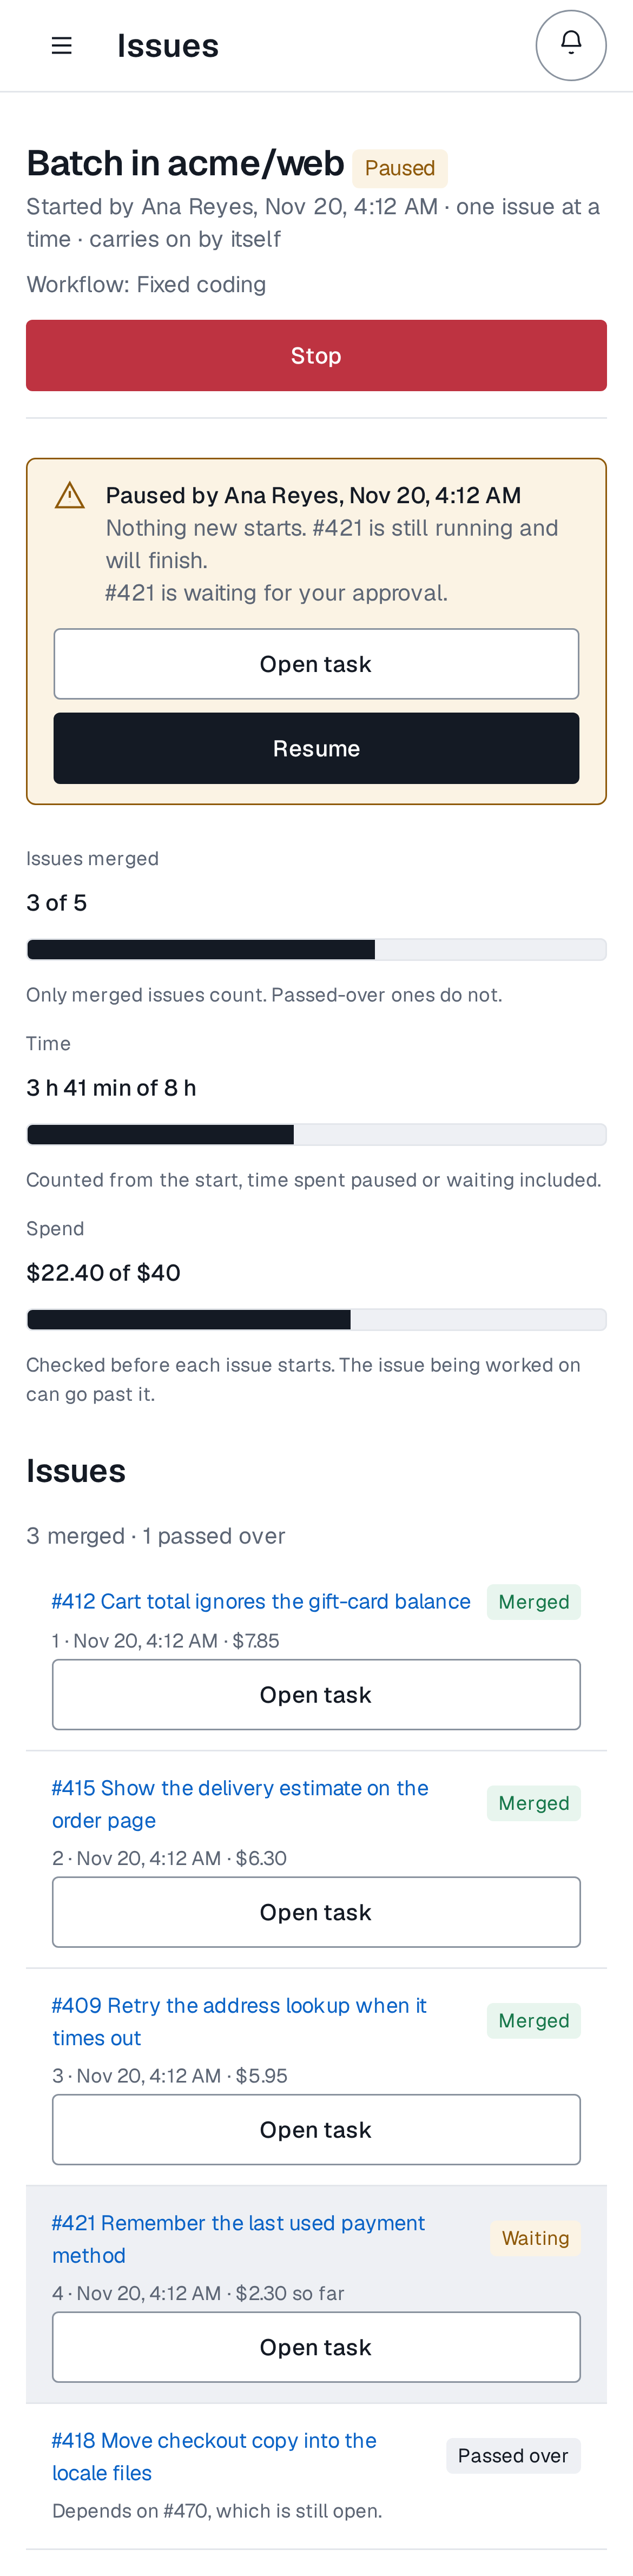 Issues
Batch in acme/web Paused
Started by Ana Reyes, Nov 20, 4:12 AM · one issue at a
time · carries on by itself
Workflow: Fixed coding
Stop
Paused by Ana Reyes, Nov 20, 4:12 AM
Nothing new starts. #421 is still running and
will finish.
#421 is waiting for your approval.
Open task
Resume
Issues merged
3 of 5
Only merged issues count. Passed-over ones do not.
Time
3 h 41 min of 8 h
Counted from the start, time spent paused or waiting included.
Spend
$22.40 of $40
Checked before each issue starts. The issue being worked on
can go past it.
Issues
3 merged · 1 passed over
#412 Cart total ignores the gift-card balance Merged
1 · Nov 20, 4:12 AM · $7.85
Open task
#415 Show the delivery estimate on the
order page
Merged
2 · Nov 20, 4:12 AM · $6.30
Open task
#409 Retry the address lookup when it
times out
Merged
3 · Nov 20, 4:12 AM · $5.95
Open task
#421 Remember the last used payment
method
Waiting
4 · Nov 20, 4:12 AM · $2.30 so far
Open task
#418 Move checkout copy into the
locale files
Passed over
Depends on #470, which is still open.